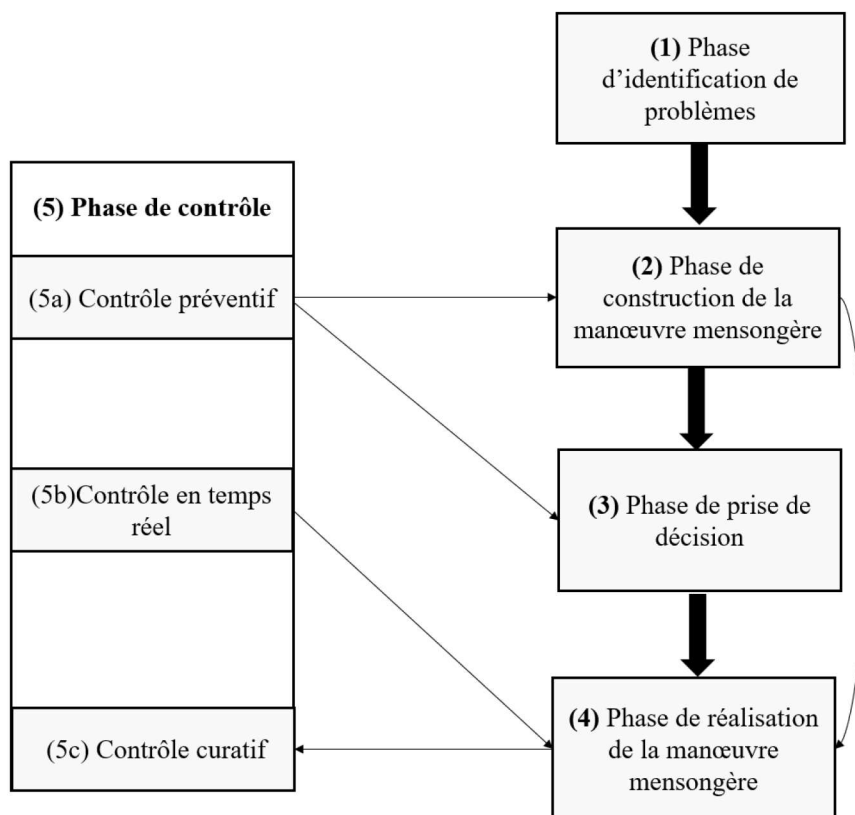 (1) Phase
d’identification de
problèmes
(5) Phase de contrôle
(5a) Contrôle préventif
(2) Phase de
construction de la
manœuvre mensongère
(5b)Contrôle en temps
réel
(3) Phase de prise de
décision
(5c) Contrôle curatif
(4) Phase de réalisation
de la manœuvre
mensongère